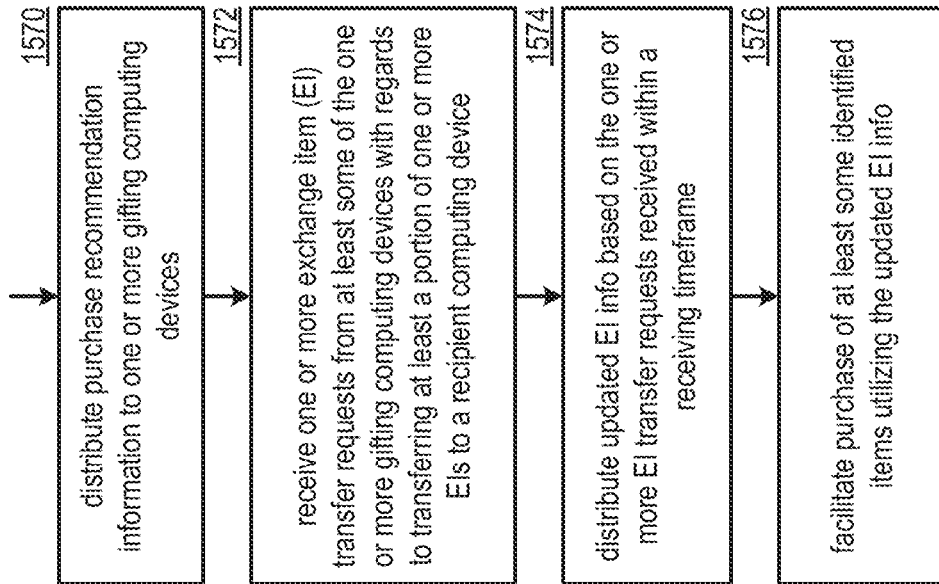 1570
distribute purchase recommendation
information to one or more gifting computing
devices
1572
receive one or more exchange item (EI)
transfer requests from at least some of the one
or more gifting computing devices with regards
to transferring at least a portion of one or more
EIs to a recipient computing device
1574
distribute updated EI info based on the one or
more EI transfer requests received within a
receiving timeframe
1576
facilitate purchase of at least some identified
items utilizing the updated EI info